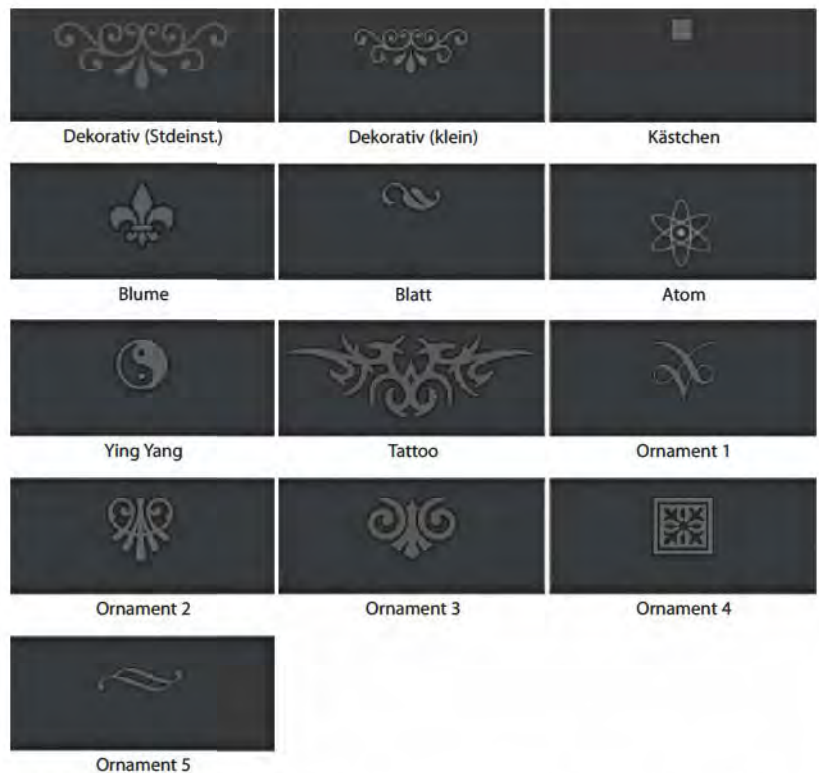 Dekorativ (Stdeinst.)
Dekorativ (klein)
Kästchen
Blume
Blatt
Atom
Ying Yang
Tattoo
Ornament 1
Ornament 2
Ornament 3
Ornament 4
Ornament 5